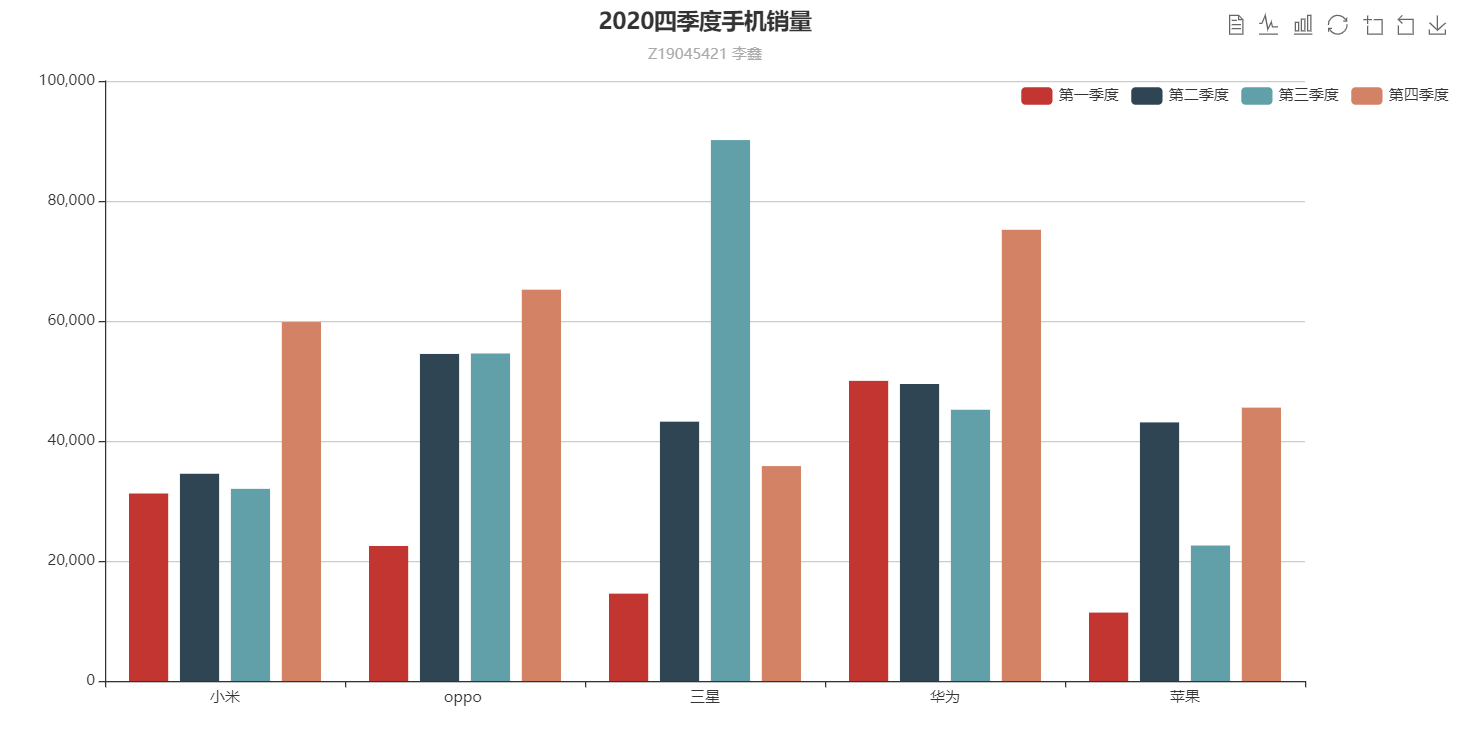 2020四季度手机销量
Z19045421 李鑫
第一季度 第二季度 第三季度 第四季度
100,000
80,000
60,000
40,000
20,000
0
小米 oppo 三星 华为 苹果